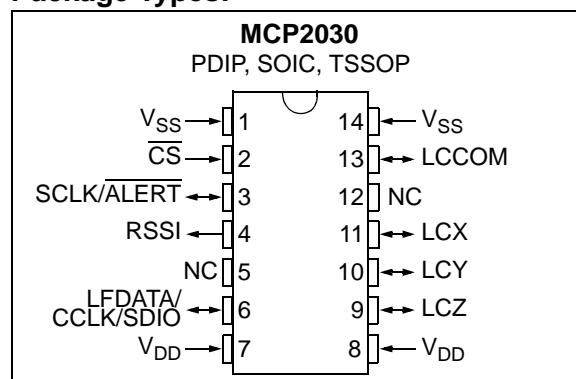 Package Types:
MCP2030
PDIP, SOIC, TSSOP
VSS 1 14 VSS
CS 2 13 LCCOM
SCLK/ALERT 3 12 NC
RSSI 4 11 LCX
NC 5 10 LCY
LFDATA/
CCLK/SDIO 6 9 LCZ
VDD 7 8 VDD